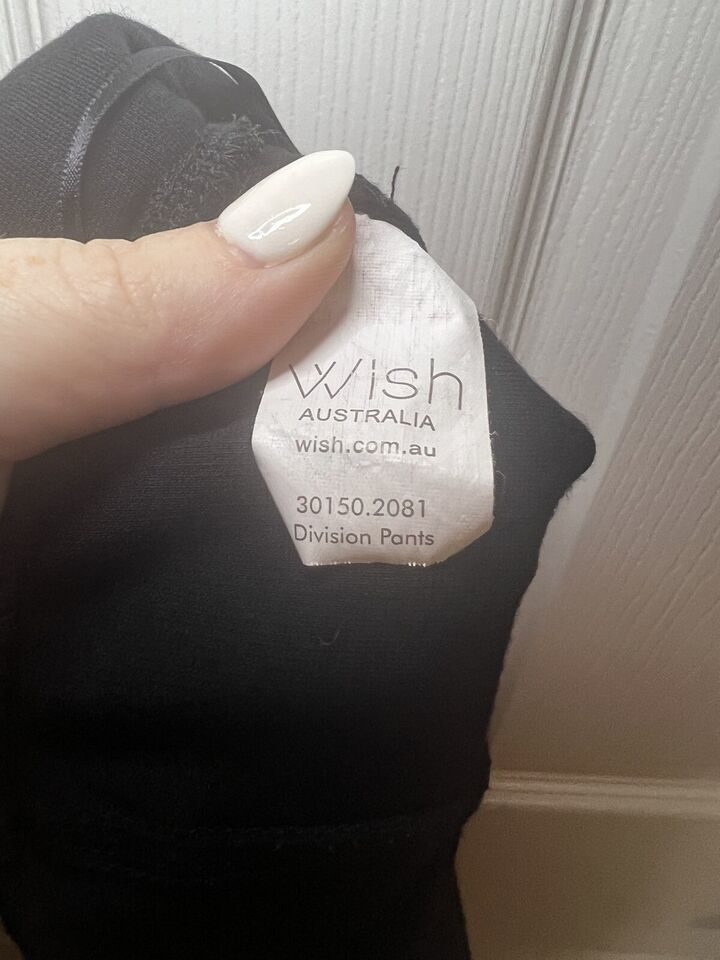 Wish
AUSTRALIA
wish.com.au
30150.2081
Division Pants